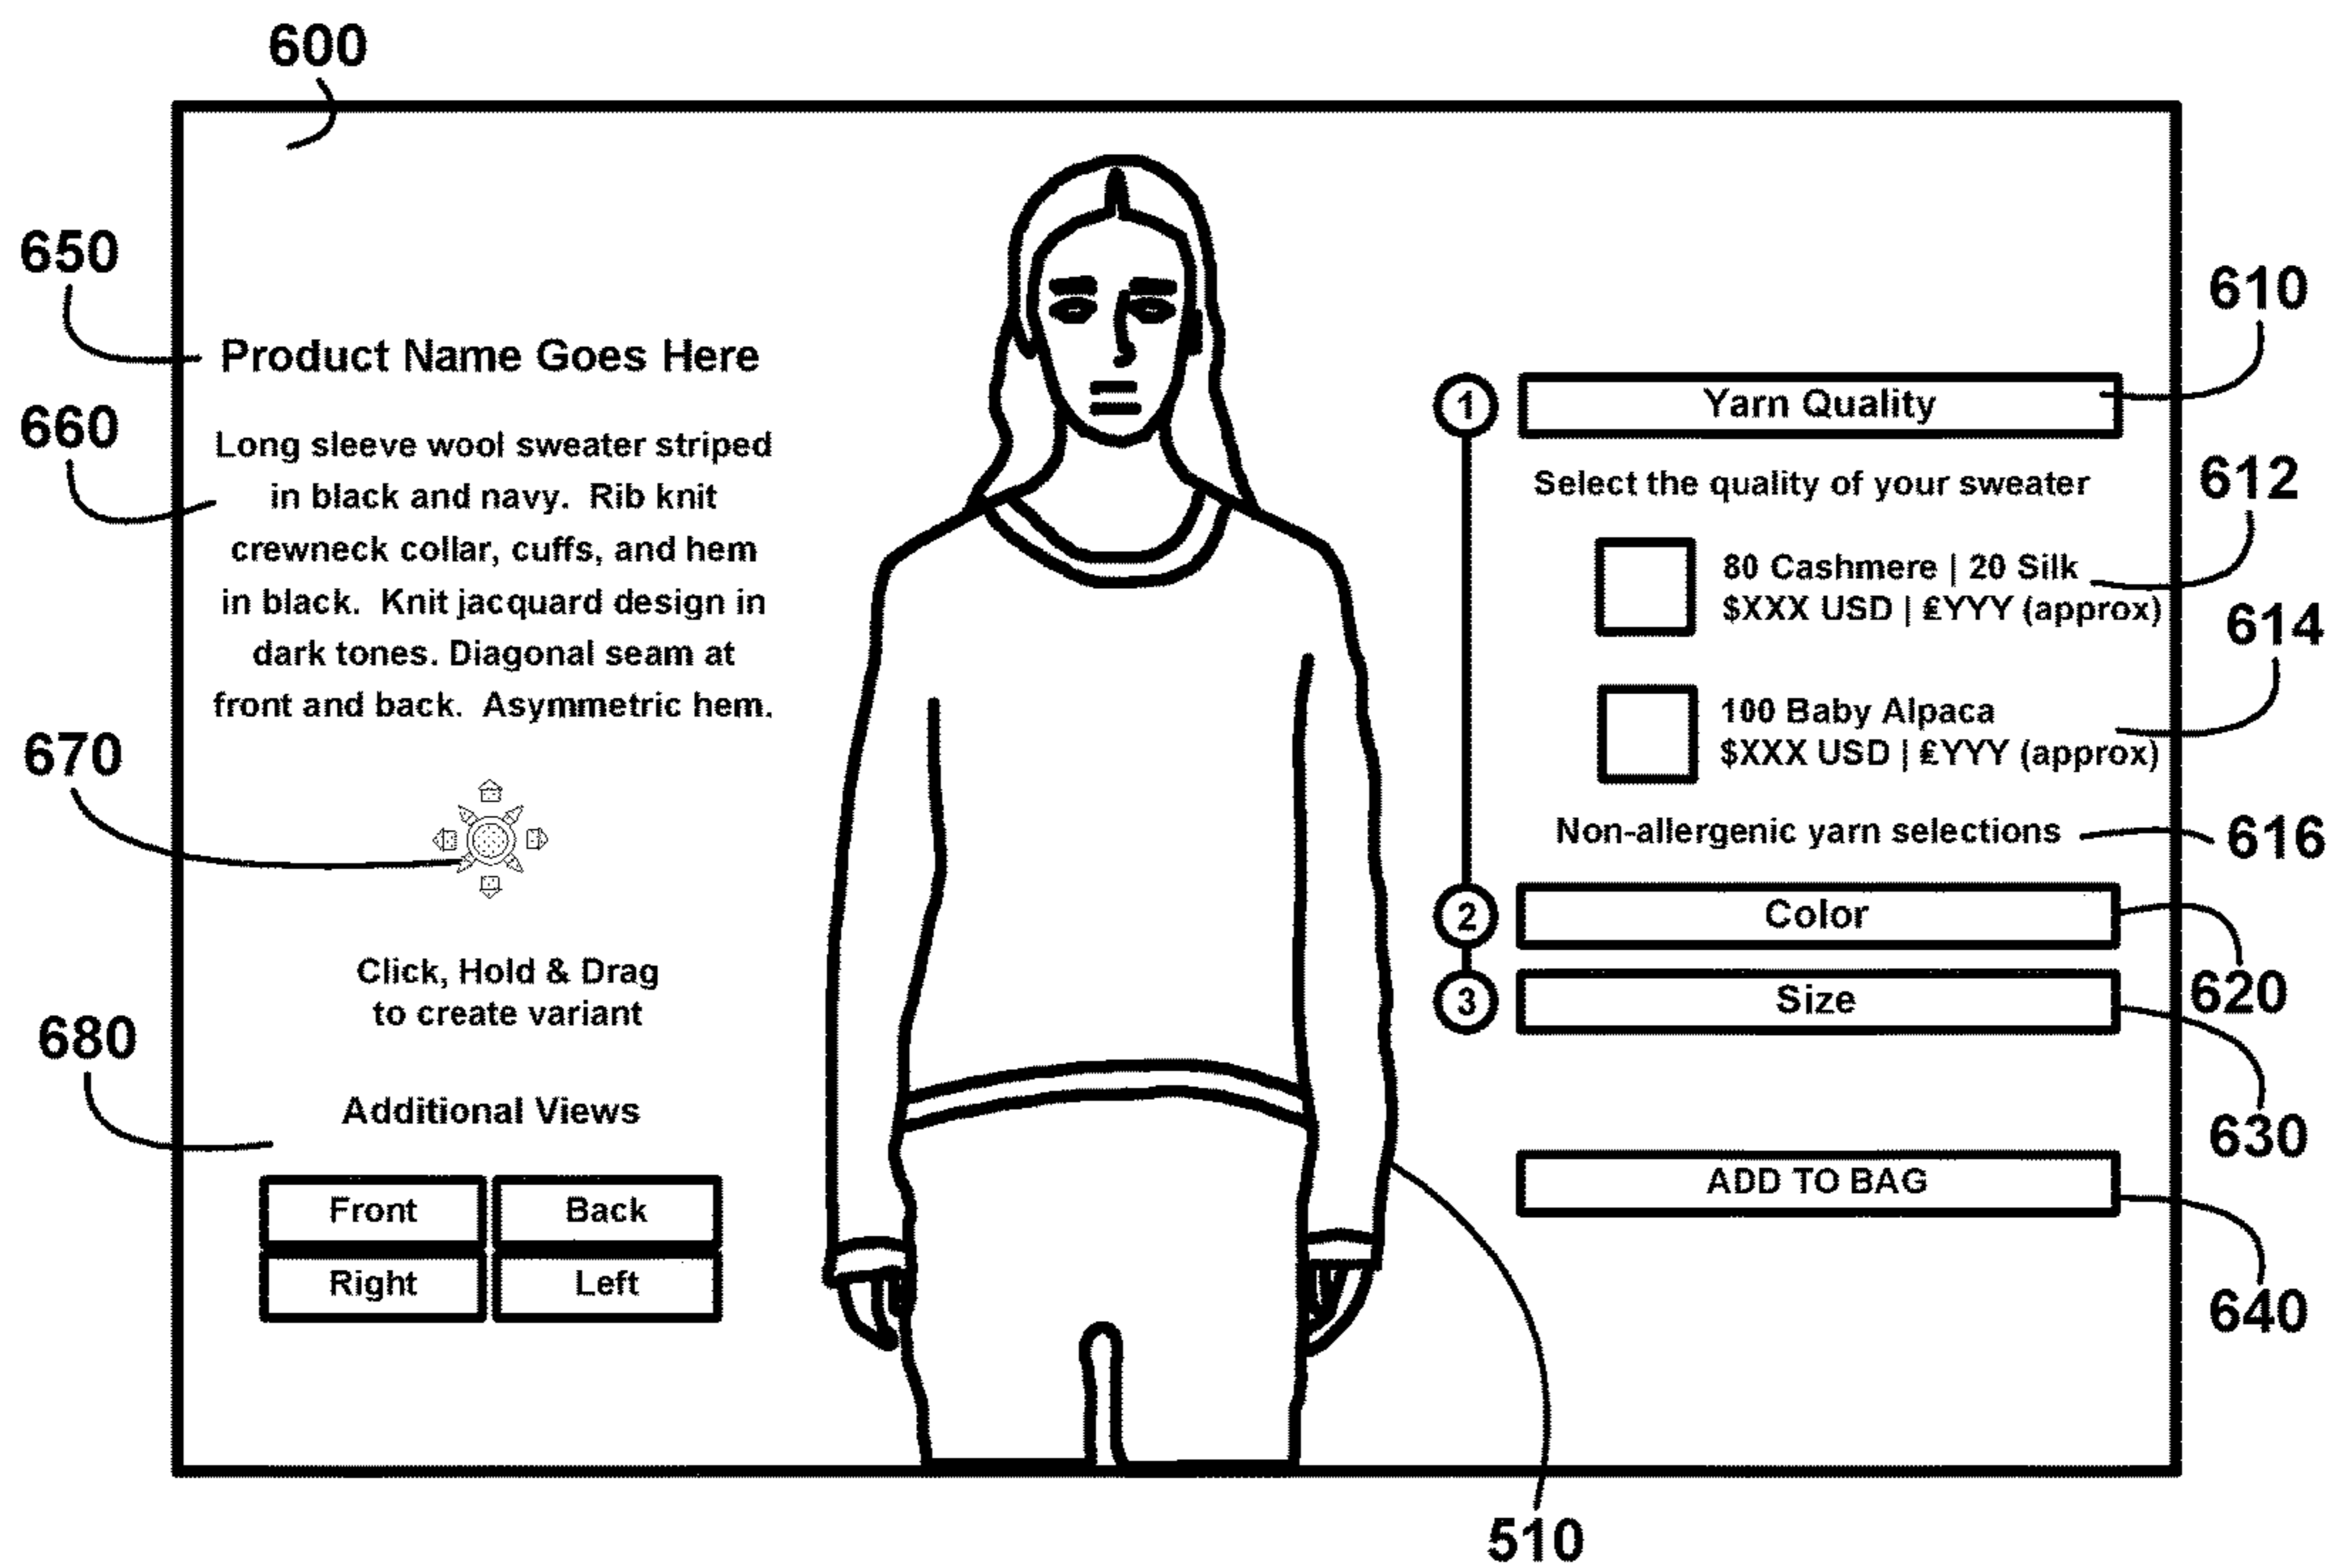 600
650
Product Name Goes Here
660
Long sleeve wool sweater striped
in black and navy. Rib knit
crewneck collar, cuffs, and hem
in black. Knit jacquard design in
dark tones. Diagonal seam at
front and back. Asymmetric hem.
670
Click, Hold & Drag
to create variant
680
Additional Views
Front Back
Right Left
610
1 Yarn Quality
Select the quality of your sweater
612
80 Cashmere | 20 Silk
$XXX USD | £YYY (approx)
614
100 Baby Alpaca
$XXX USD | £YYY (approx)
Non-allergenic yarn selections
616
2 Color
620
3 Size
630
ADD TO BAG
640
510